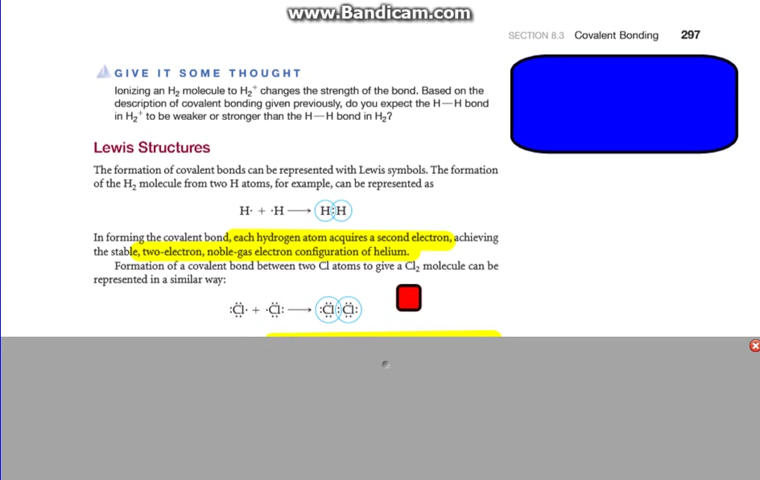 www.Bandicam.com
SECTION 8.3 Covalent Bonding 297
GIVE IT SOME THOUGHT
Ionizing an H₂ molecule to H₂⁺ changes the strength of the bond. Based on the
description of covalent bonding given previously, do you expect the H—H bond
in H₂⁺ to be weaker or stronger than the H—H bond in H₂?
Lewis Structures
The formation of covalent bonds can be represented with Lewis symbols. The formation
of the H₂ molecule from two H atoms, for example, can be represented as
H· + ·H ⟶ H:H
In forming the covalent bond, each hydrogen atom acquires a second electron, achieving
the stable, two-electron, noble-gas electron configuration of helium.
Formation of a covalent bond between two Cl atoms to give a Cl₂ molecule can be
represented in a similar way:
:C̤̈l· + ·C̤̈l: ⟶ :C̤̈l:C̤̈l: